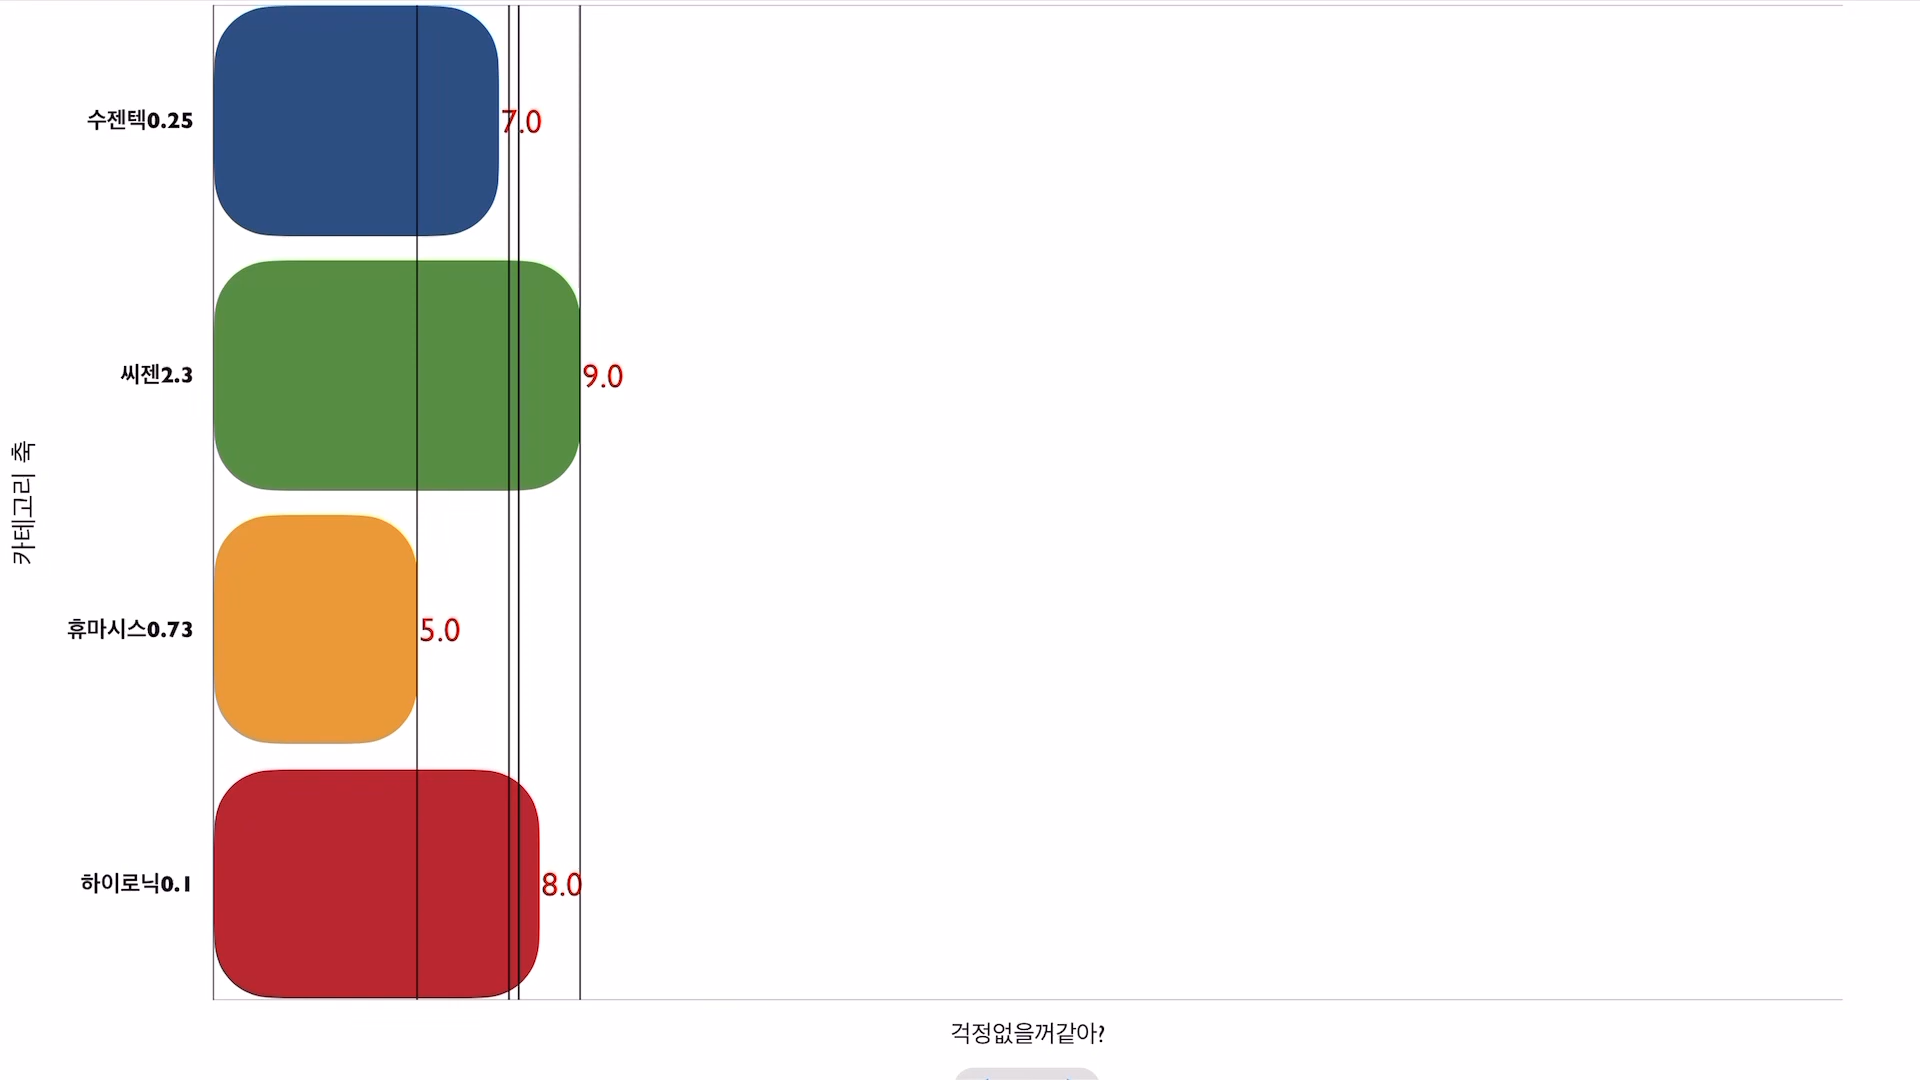 수젠텍0.25
7.0
씨젠2.3
9.0
카테고리 축
휴마시스0.73
5.0
하이로닉0.1
8.0
걱정없을꺼같아?